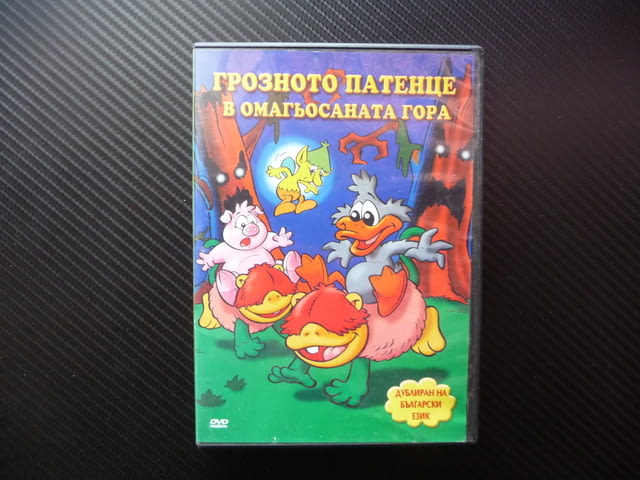 ГРОЗНОТО ПАТЕНЦЕ
В ОМАГЬОСАНАТА ГОРА
ДУБЛИРАН НА
БЪЛГАРСКИ
ЕЗИК
DVD